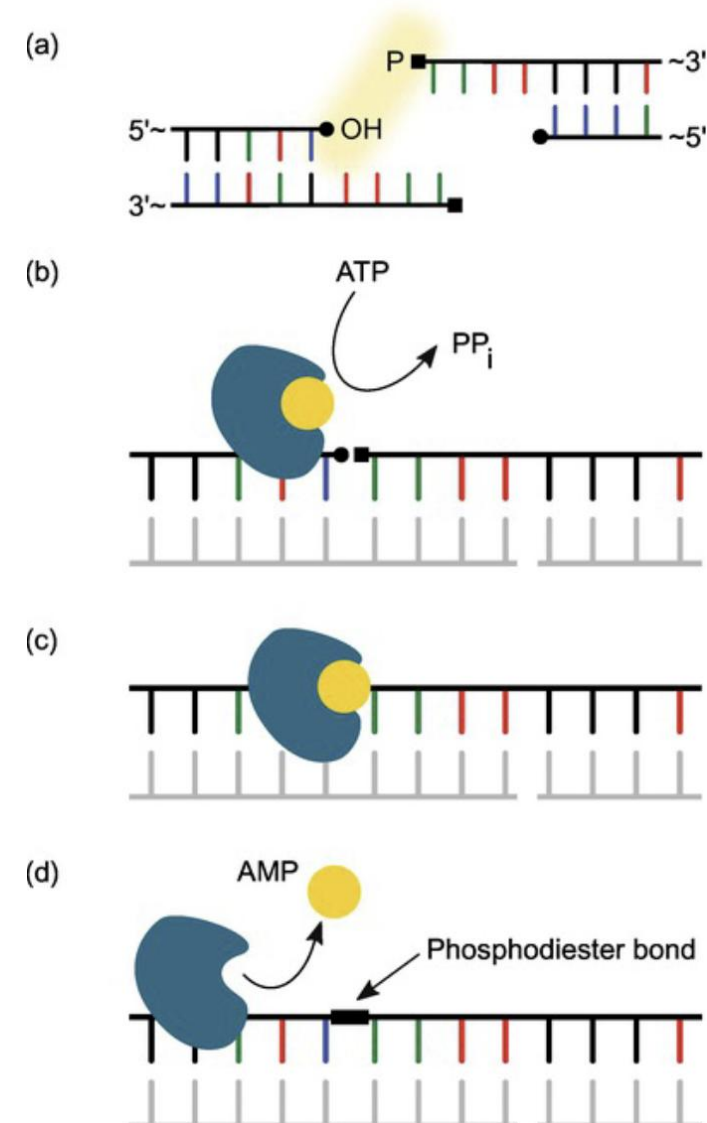 (a)
P ~3'
5'~ OH
~5'
3'~
(b)
ATP
PPi
(c)
(d)
AMP
Phosphodiester bond